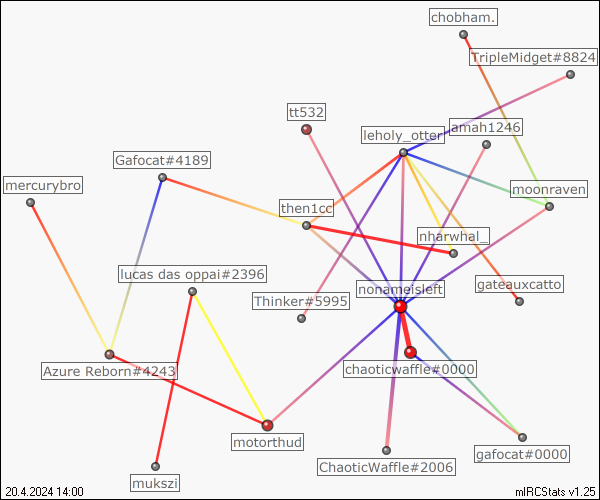 chobham.
TripleMidget#8824
tt532
amah1246
leholy_otter
Gafocat#4189
mercurybro
moonraven
then1cc
nharwhal_
lucas das oppai#2396
nonameisleft
gateauxcatto
Thinker#5995
Azure Reborn#4243
chaoticwaffle#0000
motorthud
gafocat#0000
ChaoticWaffle#2006
mukszi
20.4.2024 14:00
mIRCStats v1.25